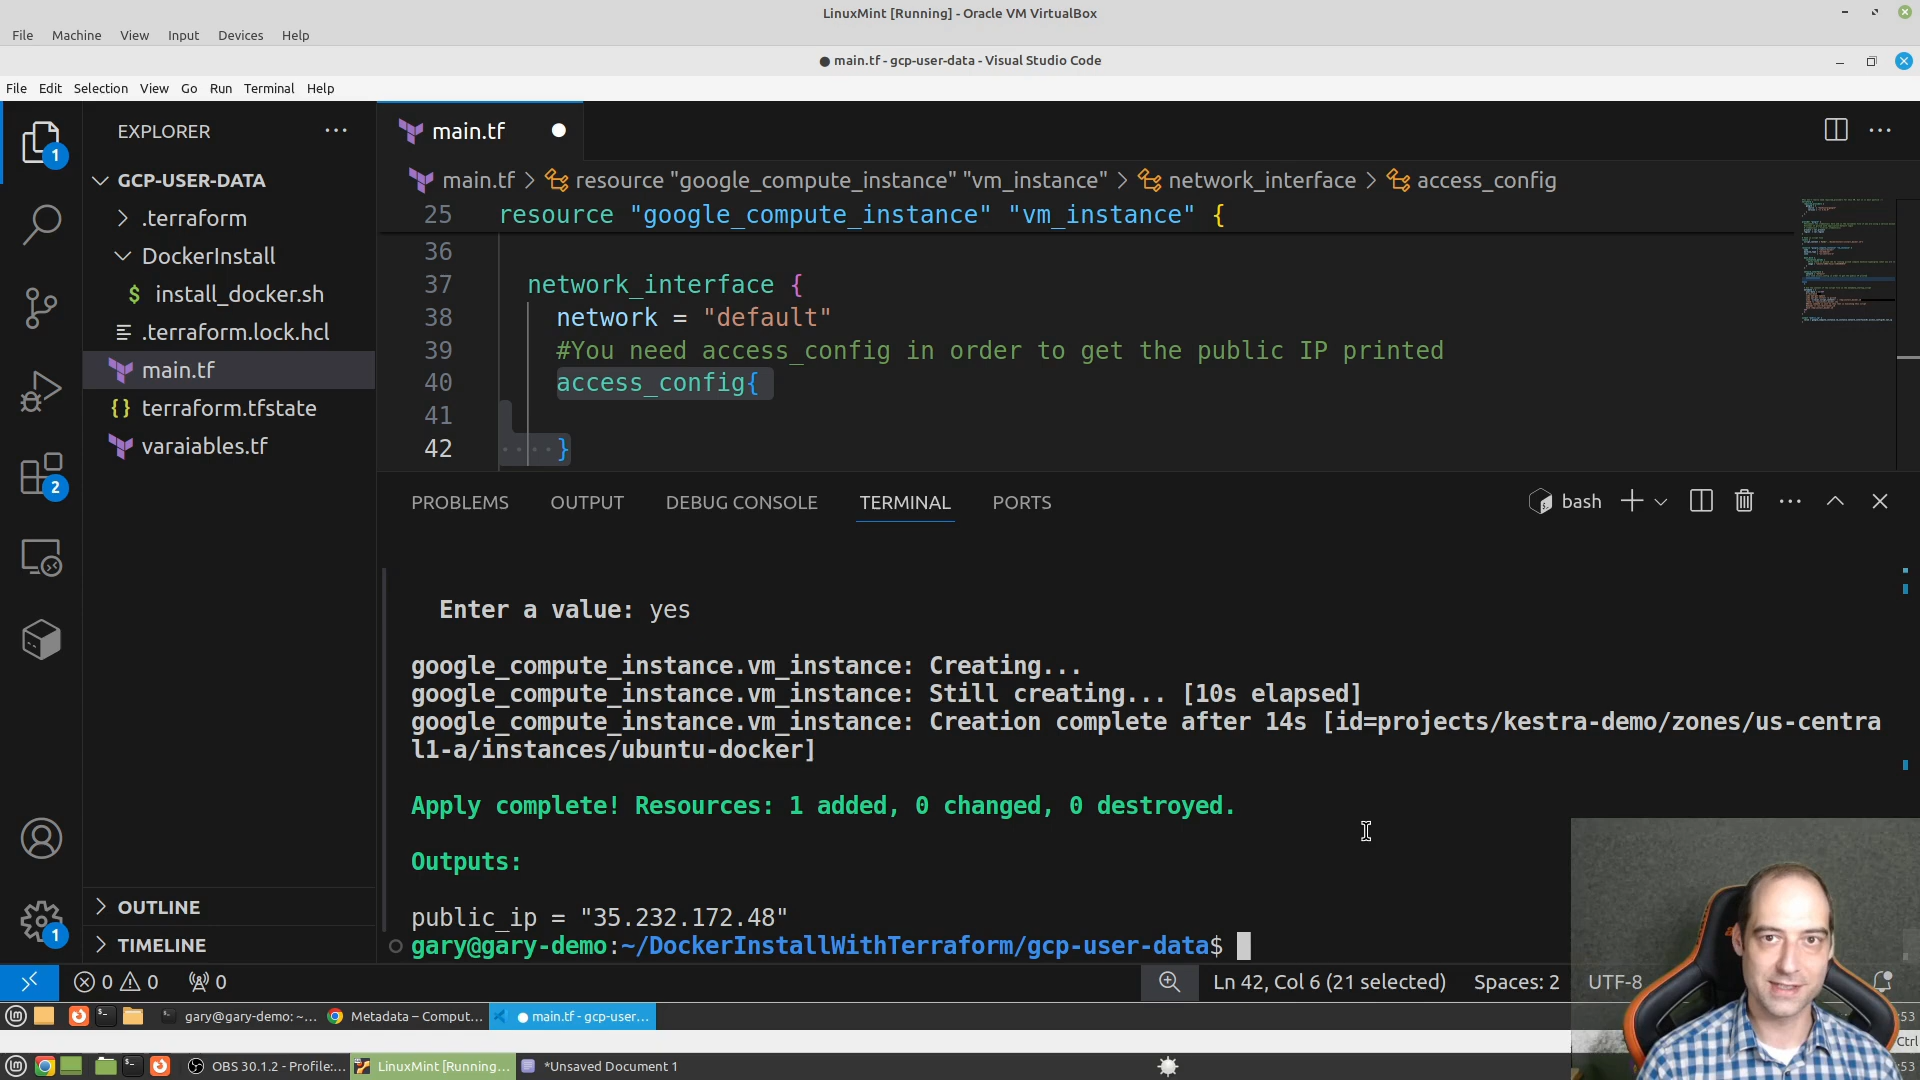 LinuxMint [Running] - Oracle VM VirtualBox
File Machine View Input Devices Help
● main.tf - gcp-user-data - Visual Studio Code
File Edit Selection View Go Run Terminal Help
EXPLORER
main.tf
GCP-USER-DATA
.terraform
DockerInstall
$ install_docker.sh
.terraform.lock.hcl
main.tf
{} terraform.tfstate
varaiables.tf
OUTLINE
TIMELINE
1
2
1
main.tf > resource "google_compute_instance" "vm_instance" > network_interface > access_config
25 resource "google_compute_instance" "vm_instance" {
36
37 network_interface {
38 network = "default"
39 #You need access_config in order to get the public IP printed
40 access_config{
41
42 }
PROBLEMS OUTPUT DEBUG CONSOLE TERMINAL PORTS
bash
Enter a value: yes
google_compute_instance.vm_instance: Creating...
google_compute_instance.vm_instance: Still creating... [10s elapsed]
google_compute_instance.vm_instance: Creation complete after 14s [id=projects/kestra-demo/zones/us-centra
l1-a/instances/ubuntu-docker]
Apply complete! Resources: 1 added, 0 changed, 0 destroyed.
Outputs:
public_ip = "35.232.172.48"
gary@gary-demo:~/DockerInstallWithTerraform/gcp-user-data$
0 0 0 Ln 42, Col 6 (21 selected) Spaces: 2 UTF-8
gary@gary-demo: ~... Metadata – Comput... ● main.tf - gcp-user... :53
Ctrl
OBS 30.1.2 - Profile:... LinuxMint [Running... *Unsaved Document 1 :53